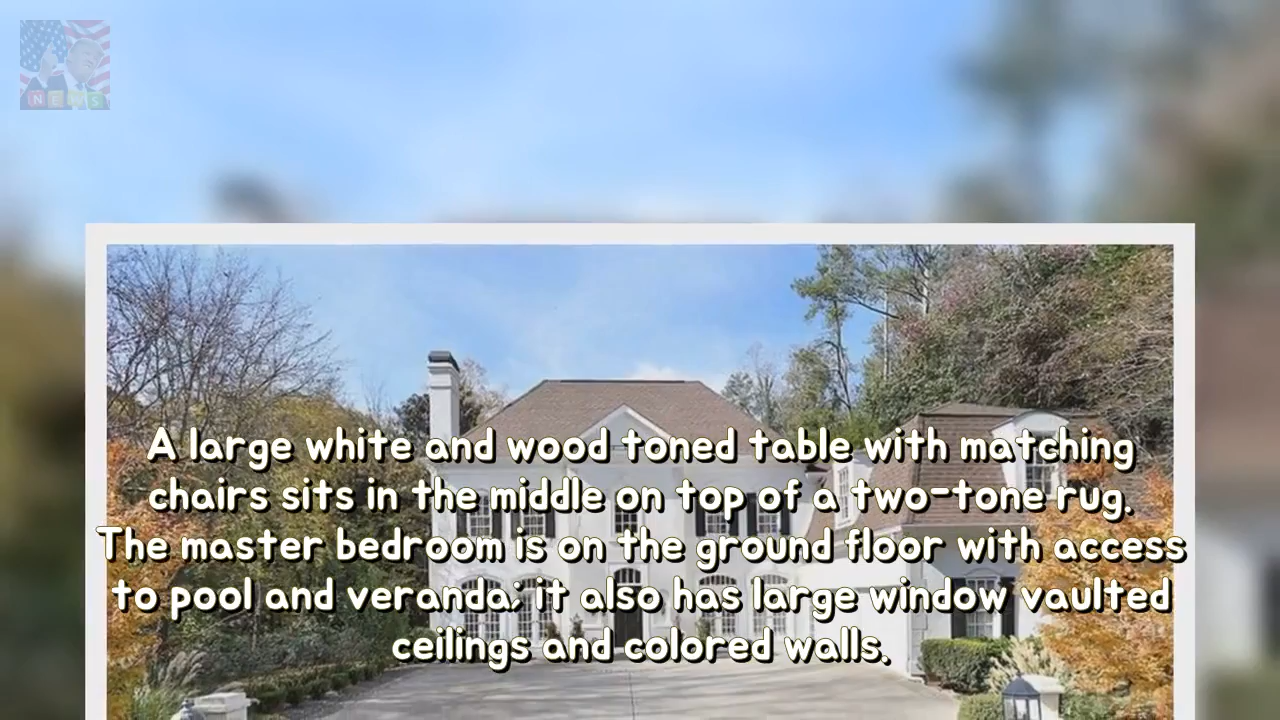 NEWS
A large white and wood toned table with matching
chairs sits in the middle on top of a two-tone rug.
The master bedroom is on the ground floor with access
to pool and veranda; it also has large window vaulted
ceilings and colored walls.